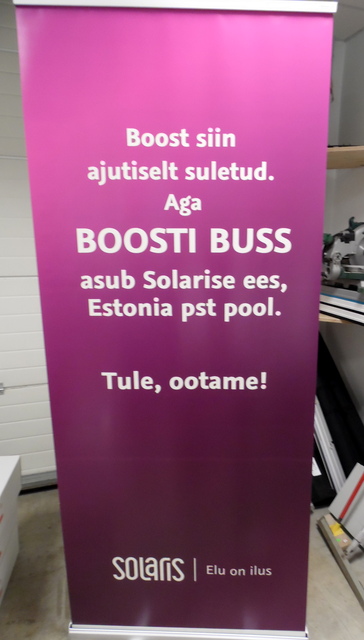 Boost siin
ajutiselt suletud.
Aga
BOOSTI BUSS
asub Solarise ees,
Estonia pst pool.
Tule, ootame!
SOLARIS | Elu on ilus